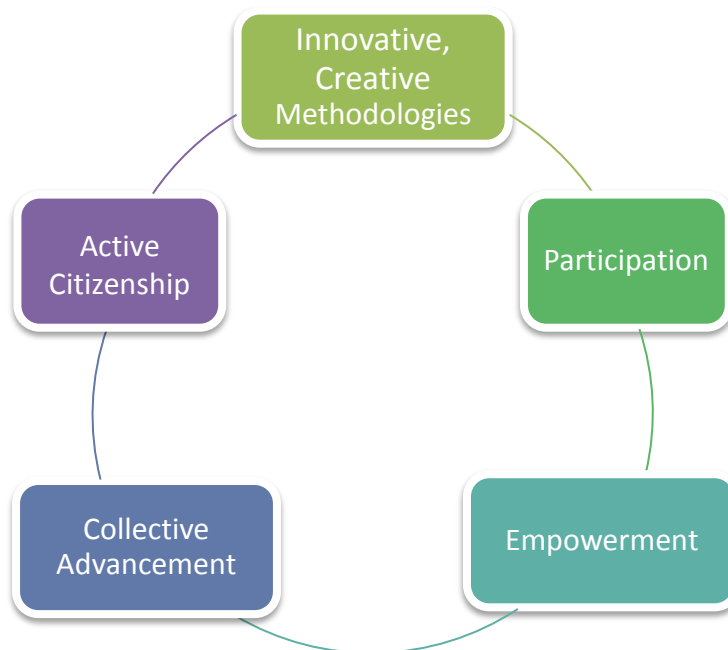 Innovative,
Creative
Methodologies
Participation
Empowerment
Collective
Advancement
Active
Citizenship